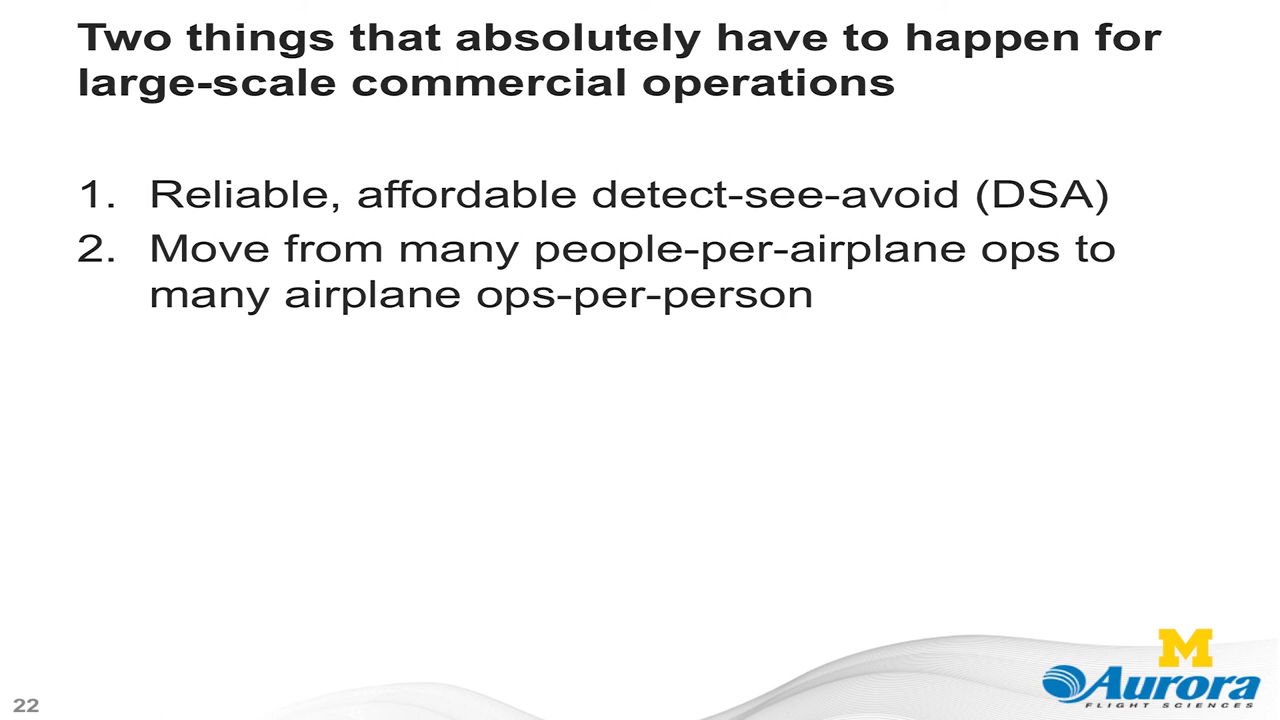 Two things that absolutely have to happen for
large-scale commercial operations
1. Reliable, affordable detect-see-avoid (DSA)
2. Move from many people-per-airplane ops to
many airplane ops-per-person
M
Aurora
FLIGHT SCIENCES
22